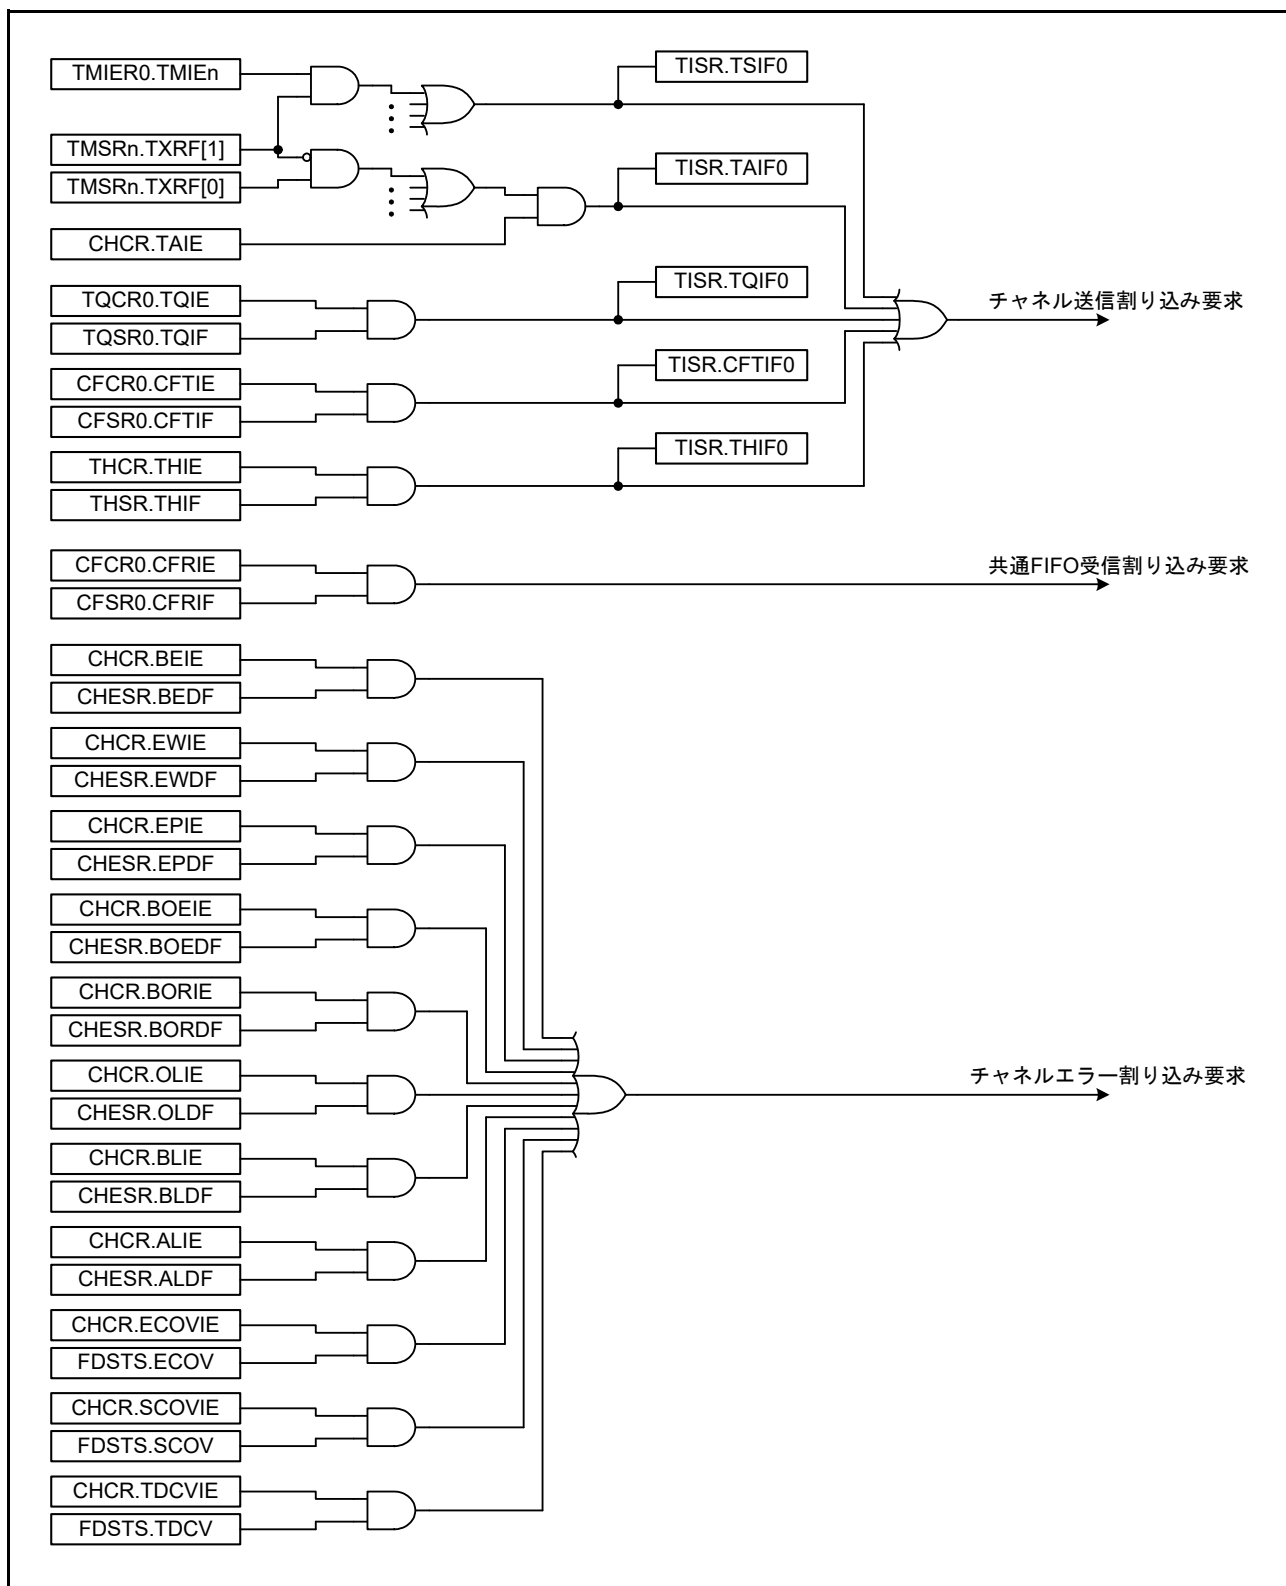 TMIER0.TMIEn
TISR.TSIF0
TMSRn.TXRF[1]
TMSRn.TXRF[0]
TISR.TAIF0
CHCR.TAIE
TQCR0.TQIE
TISR.TQIF0
チャネル送信割り込み要求
TQSR0.TQIF
CFCR0.CFTIE
TISR.CFTIF0
CFSR0.CFTIF
THCR.THIE
TISR.THIF0
THSR.THIF
CFCR0.CFRIE
共通FIFO受信割り込み要求
CFSR0.CFRIF
CHCR.BEIE
CHESR.BEDF
CHCR.EWIE
CHESR.EWDF
CHCR.EPIE
CHESR.EPDF
CHCR.BOEIE
CHESR.BOEDF
CHCR.BORIE
CHESR.BORDF
CHCR.OLIE
チャネルエラー割り込み要求
CHESR.OLDF
CHCR.BLIE
CHESR.BLDF
CHCR.ALIE
CHESR.ALDF
CHCR.ECOVIE
FDSTS.ECOV
CHCR.SCOVIE
FDSTS.SCOV
CHCR.TDCVIE
FDSTS.TDCV